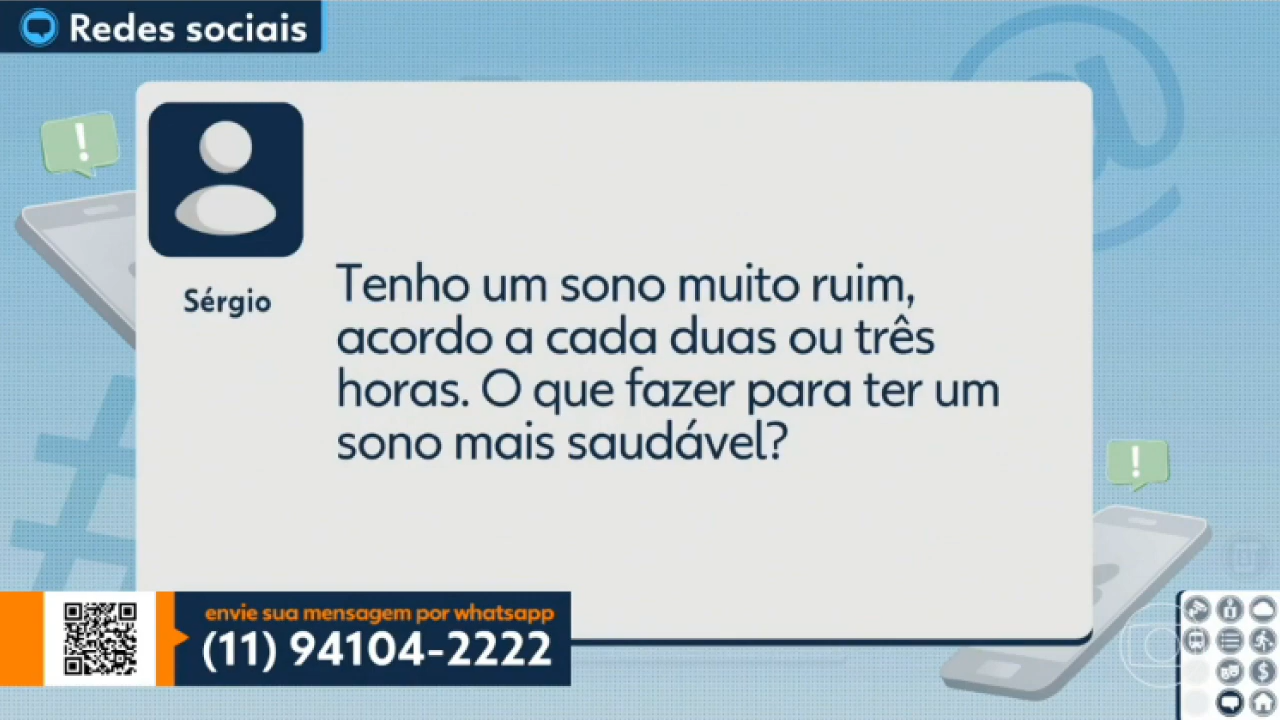 Redes sociais
Sérgio
Tenho um sono muito ruim,
acordo a cada duas ou três
horas. O que fazer para ter um
sono mais saudável?
envie sua mensagem por whatsapp
(11) 94104-2222